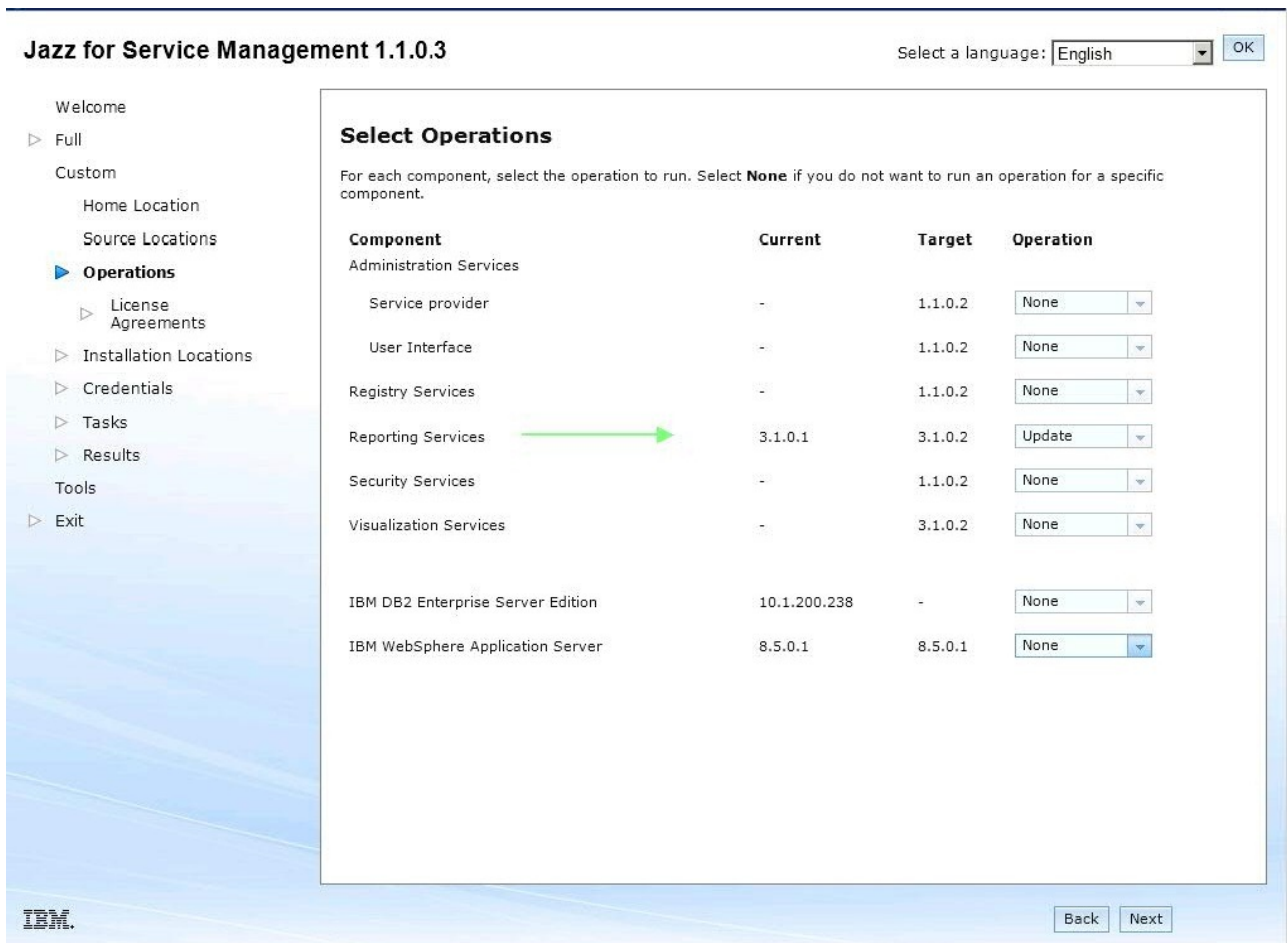 Jazz for Service Management 1.1.0.3
Select a language: English OK
Welcome
Full
Custom
Home Location
Source Locations
Operations
License
Agreements
Installation Locations
Credentials
Tasks
Results
Tools
Exit
Select Operations
For each component, select the operation to run. Select None if you do not want to run an operation for a specific
component.
Component Current Target Operation
Administration Services
Service provider - 1.1.0.2 None
User Interface - 1.1.0.2 None
Registry Services - 1.1.0.2 None
Reporting Services 3.1.0.1 3.1.0.2 Update
Security Services - 1.1.0.2 None
Visualization Services - 3.1.0.2 None
IBM DB2 Enterprise Server Edition 10.1.200.238 - None
IBM WebSphere Application Server 8.5.0.1 8.5.0.1 None
IBM.
Back Next